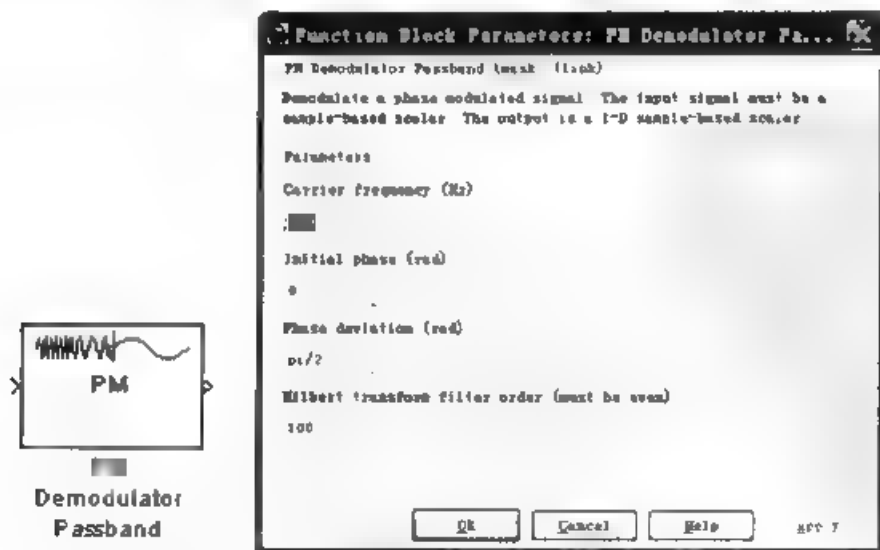 Function Block Parameters: PM Demodulator Pa...
PM Demodulator Passband (mask) (link)
Demodulate a phase modulated signal. The input signal must be a
sample-based scalar. The output is a 1-D sample-based scalar
Parameters
Carrier frequency (Hz)
Initial phase (rad)
0
Phase deviation (rad)
pi/2
Hilbert transform filter order (must be even)
100
Ok Cancel Help Apply
PM
Demodulator
Passband